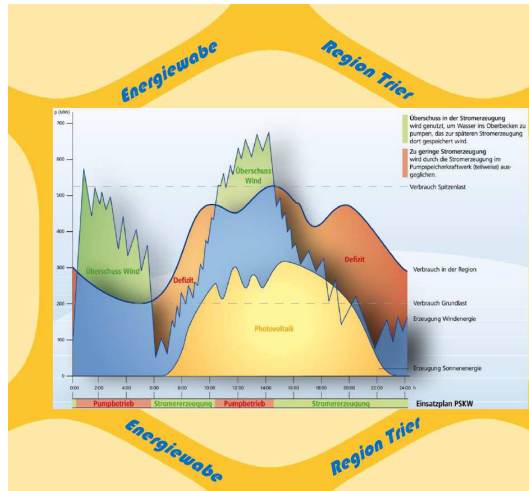 Energiewabe
Region Trier
p (MW)
700
600
500
400
300
200
100
0
Überschuss in der Stromerzeugung
wird genutzt, um Wasser ins Oberbecken zu
pumpen, das zur späteren Stromerzeugung
dort gespeichert wird.
Zu geringe Stromerzeugung
wird durch die Stromerzeugung im
Pumpspeicherkraftwerk (teilweise) aus-
geglichen.
Verbrauch Spitzenlast
Überschuss
Wind
Überschuss Wind
Defizit
Defizit
Verbrauch in der Region
Verbrauch Grundlast
Erzeugung Windenergie
Photovoltaik
Erzeugung Sonnenenergie
0:00 2:00 4:00 6:00 8:00 10:00 12:00 14:00 16:00 18:00 20:00 22:00 24:00 h
Pumpbetrieb Stromerzeugung Pumpbetrieb Stromerzeugung Einsatzplan PSKW
Energiewabe
Region Trier